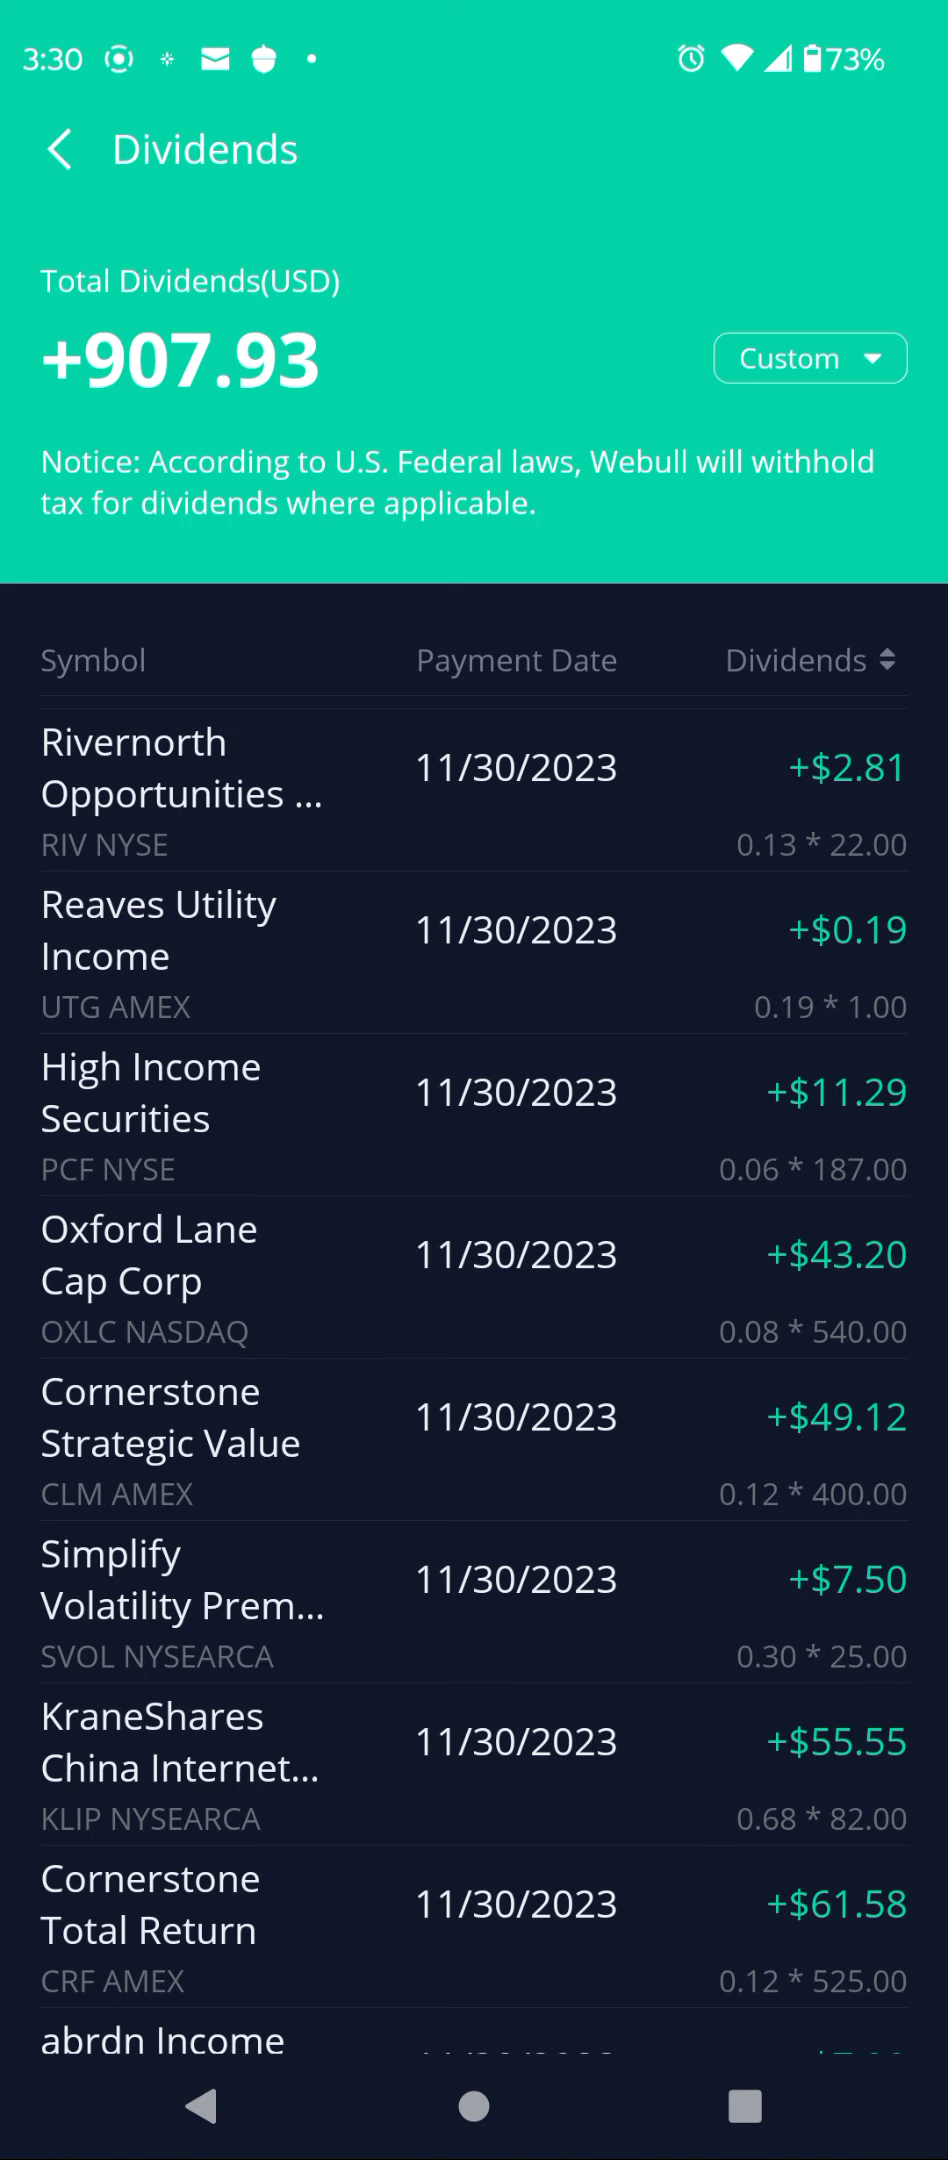 3:30 73%
Dividends
Total Dividends(USD)
+907.93
Custom
Notice: According to U.S. Federal laws, Webull will withhold
tax for dividends where applicable.
Symbol Payment Date Dividends
Rivernorth
Opportunities ...
11/30/2023 +$2.81
RIV NYSE 0.13 * 22.00
Reaves Utility
Income
11/30/2023 +$0.19
UTG AMEX 0.19 * 1.00
High Income
Securities
11/30/2023 +$11.29
PCF NYSE 0.06 * 187.00
Oxford Lane
Cap Corp
11/30/2023 +$43.20
OXLC NASDAQ 0.08 * 540.00
Cornerstone
Strategic Value
11/30/2023 +$49.12
CLM AMEX 0.12 * 400.00
Simplify
Volatility Prem...
11/30/2023 +$7.50
SVOL NYSEARCA 0.30 * 25.00
KraneShares
China Internet...
11/30/2023 +$55.55
KLIP NYSEARCA 0.68 * 82.00
Cornerstone
Total Return
11/30/2023 +$61.58
CRF AMEX 0.12 * 525.00
abrdn Income